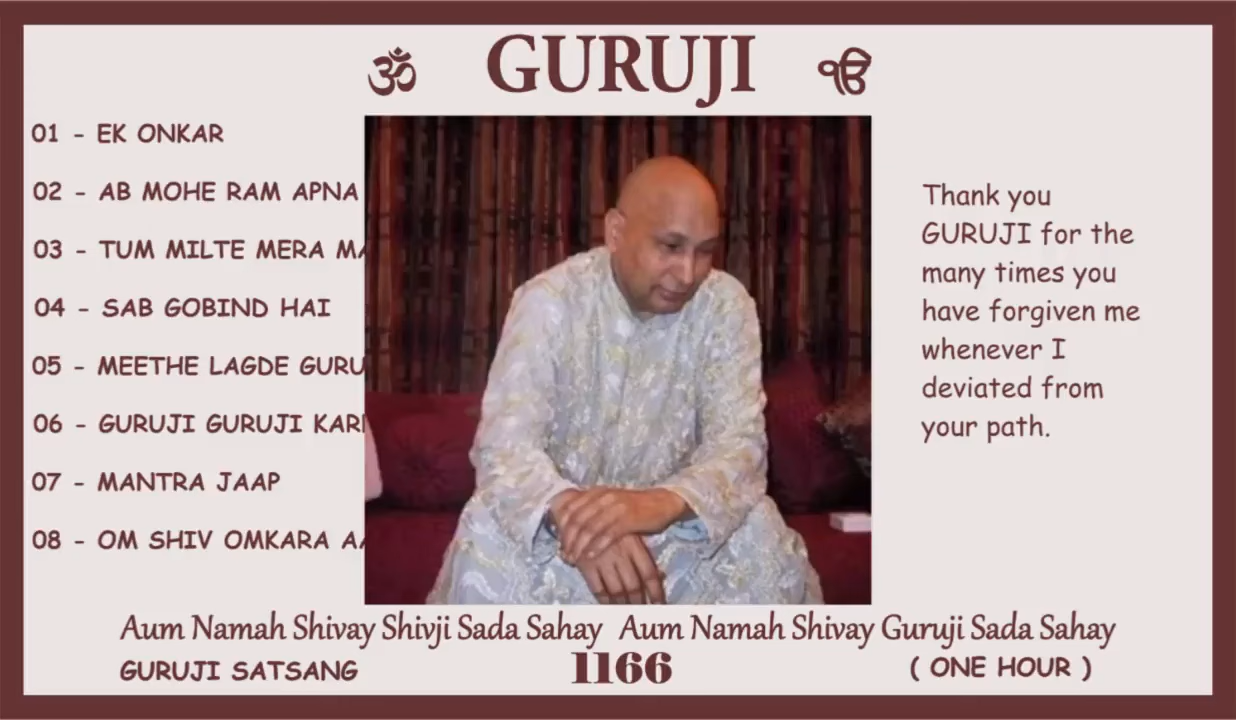 ॐ GURUJI ੴ
01 - EK ONKAR
02 - AB MOHE RAM APNA
03 - TUM MILTE MERA
04 - SAB GOBIND HAI
05 - MEETHE LAGDE GURU
06 - GURUJI GURUJI
07 - MANTRA JAAP
08 - OM SHIV OMKARA
Thank you
GURUJI for the
many times you
have forgiven me
whenever I
deviated from
your path.
Aum Namah Shivay Shivji Sada Sahay Aum Namah Shivay Guruji Sada Sahay
GURUJI SATSANG 1166 ( ONE HOUR )